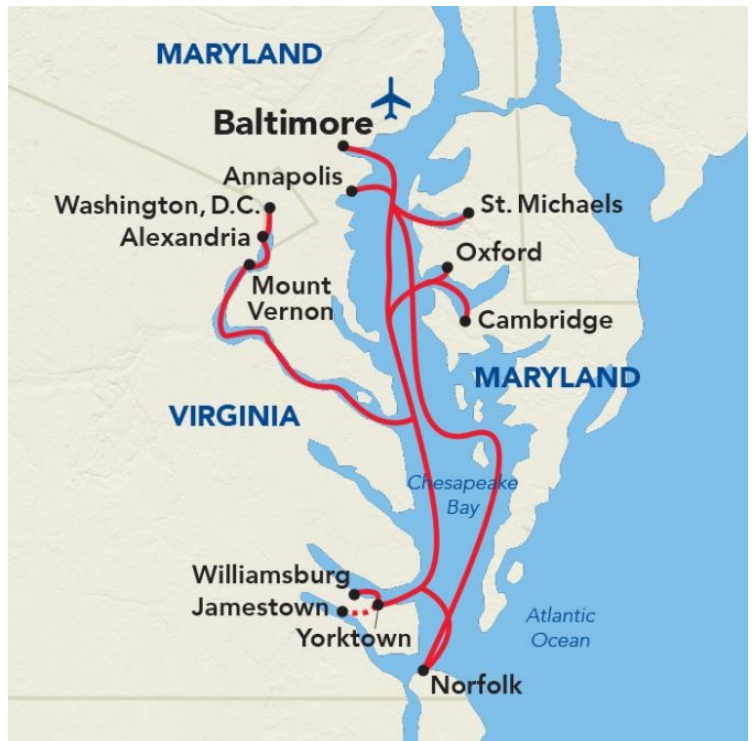 MARYLAND
Baltimore
Annapolis
Washington, D.C.
St. Michaels
Alexandria
Oxford
Mount
Vernon
Cambridge
MARYLAND
VIRGINIA
Chesapeake
Bay
Williamsburg
Jamestown
Yorktown
Atlantic
Ocean
Norfolk